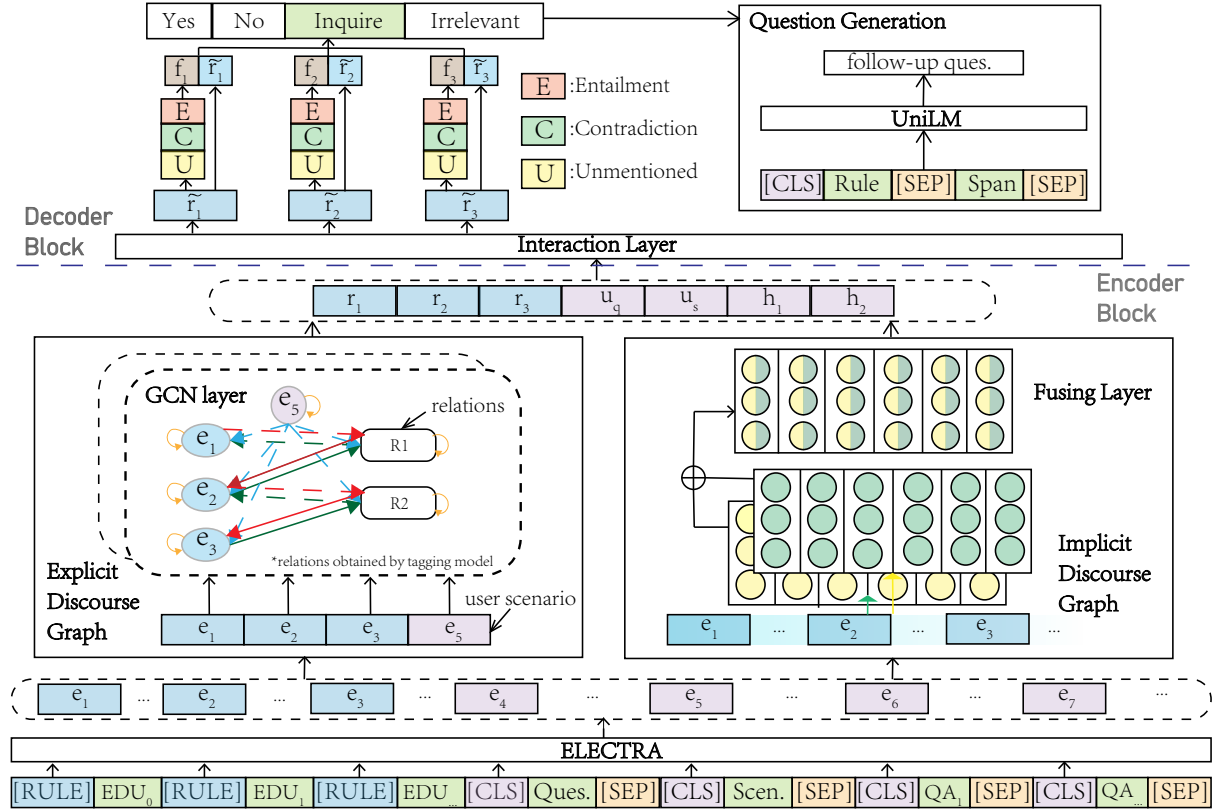 Yes No Inquire Irrelevant
Question Generation
follow-up ques.
UniLM
[CLS] Rule [SEP] Span [SEP]
f₁ r̃₁ f₂ r̃₂ f₃ r̃₃
E E E
C C C
U U U
E :Entailment
C :Contradiction
U :Unmentioned
r̃₁ r̃₂ r̃₃
Decoder
Block
Interaction Layer
Encoder
Block
r₁ r₂ r₃ u_q u_s h₁ h₂
GCN layer
relations
e₅
e₁
R1
e₂
R2
e₃
*relations obtained by tagging model
Explicit
Discourse
Graph
user scenario
e₁ e₂ e₃ e₅
Fusing Layer
Implicit
Discourse
Graph
e₁ ... e₂ ... e₃ ...
e₁ ... e₂ ... e₃ ... e₄ ... e₅ ... e₆ ... e₇ ...
ELECTRA
[RULE] EDU₀ [RULE] EDU₁ [RULE] EDU... [CLS] Ques. [SEP] [CLS] Scen. [SEP] [CLS] QA₁ [SEP] [CLS] QA... [SEP]